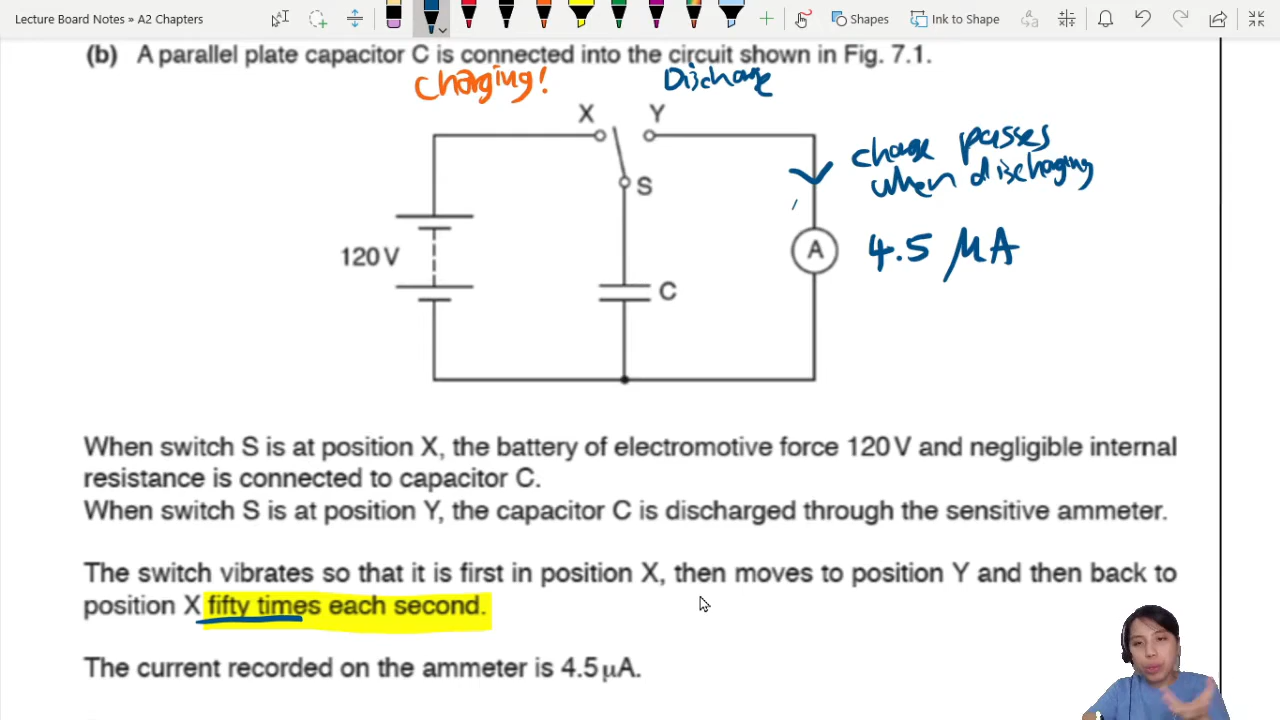 Lecture Board Notes » A2 Chapters
Shapes
Ink to Shape
(b) A parallel plate capacitor C is connected into the circuit shown in Fig. 7.1.
Charging!
Discharge
X
Y
charge passes
when discharging
S
120 V
A
4.5 μA
C
When switch S is at position X, the battery of electromotive force 120 V and negligible internal
resistance is connected to capacitor C.
When switch S is at position Y, the capacitor C is discharged through the sensitive ammeter.
The switch vibrates so that it is first in position X, then moves to position Y and then back to
position X fifty times each second.
The current recorded on the ammeter is 4.5 μA.